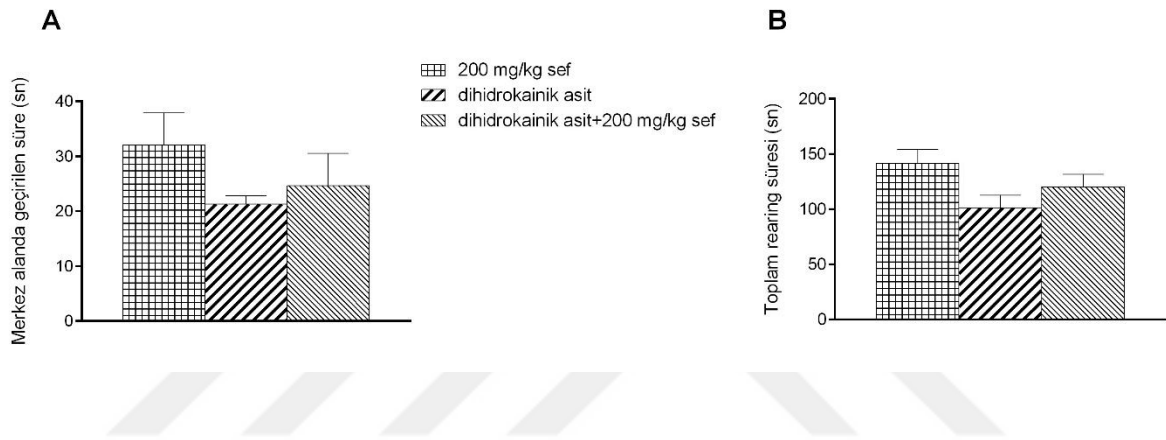 A
Merkez alanda geçirilen süre (sn)
40
30
20
10
0
200 mg/kg sef
dihidrokainik asit
dihidrokainik asit+200 mg/kg sef
B
Toplam rearing süresi (sn)
200
150
100
50
0